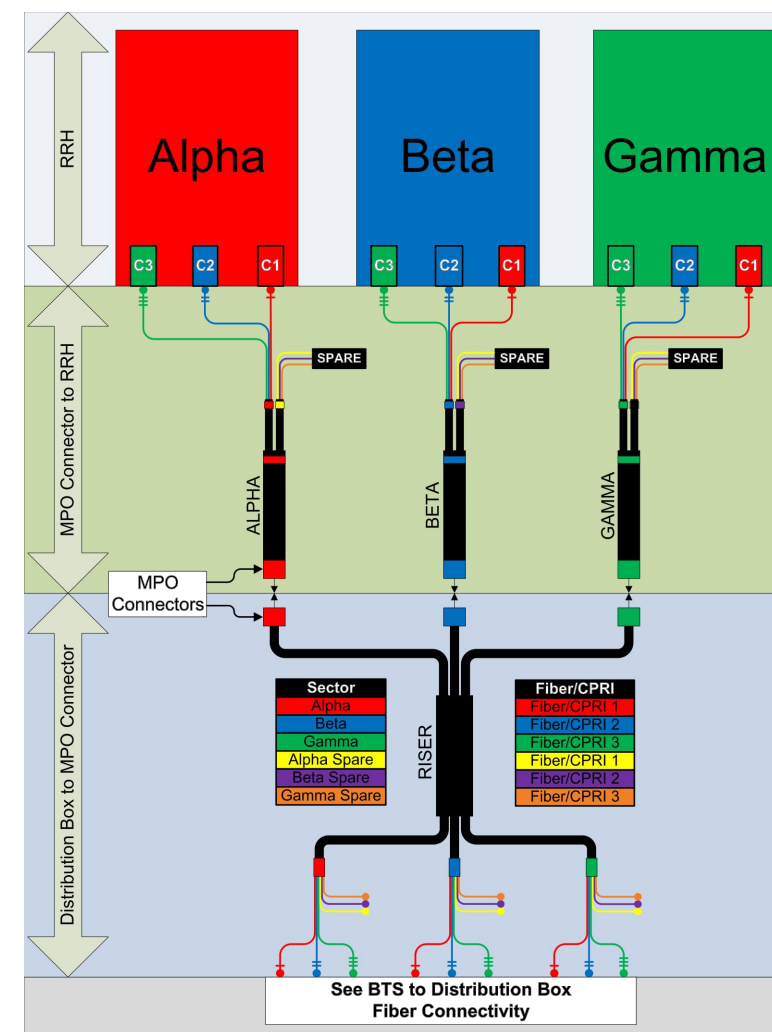 RRH
Alpha
Beta
Gamma
C3
C2
C1
C3
C2
C1
C3
C2
C1
MPO Connector to RRH
SPARE
SPARE
SPARE
ALPHA
BETA
GAMMA
MPO
Connectors
Distribution Box to MPO Connector
Sector
Alpha
Beta
Gamma
Alpha Spare
Beta Spare
Gamma Spare
RISER
Fiber/CPRI
Fiber/CPRI 1
Fiber/CPRI 2
Fiber/CPRI 3
Fiber/CPRI 1
Fiber/CPRI 2
Fiber/CPRI 3
See BTS to Distribution Box
Fiber Connectivity